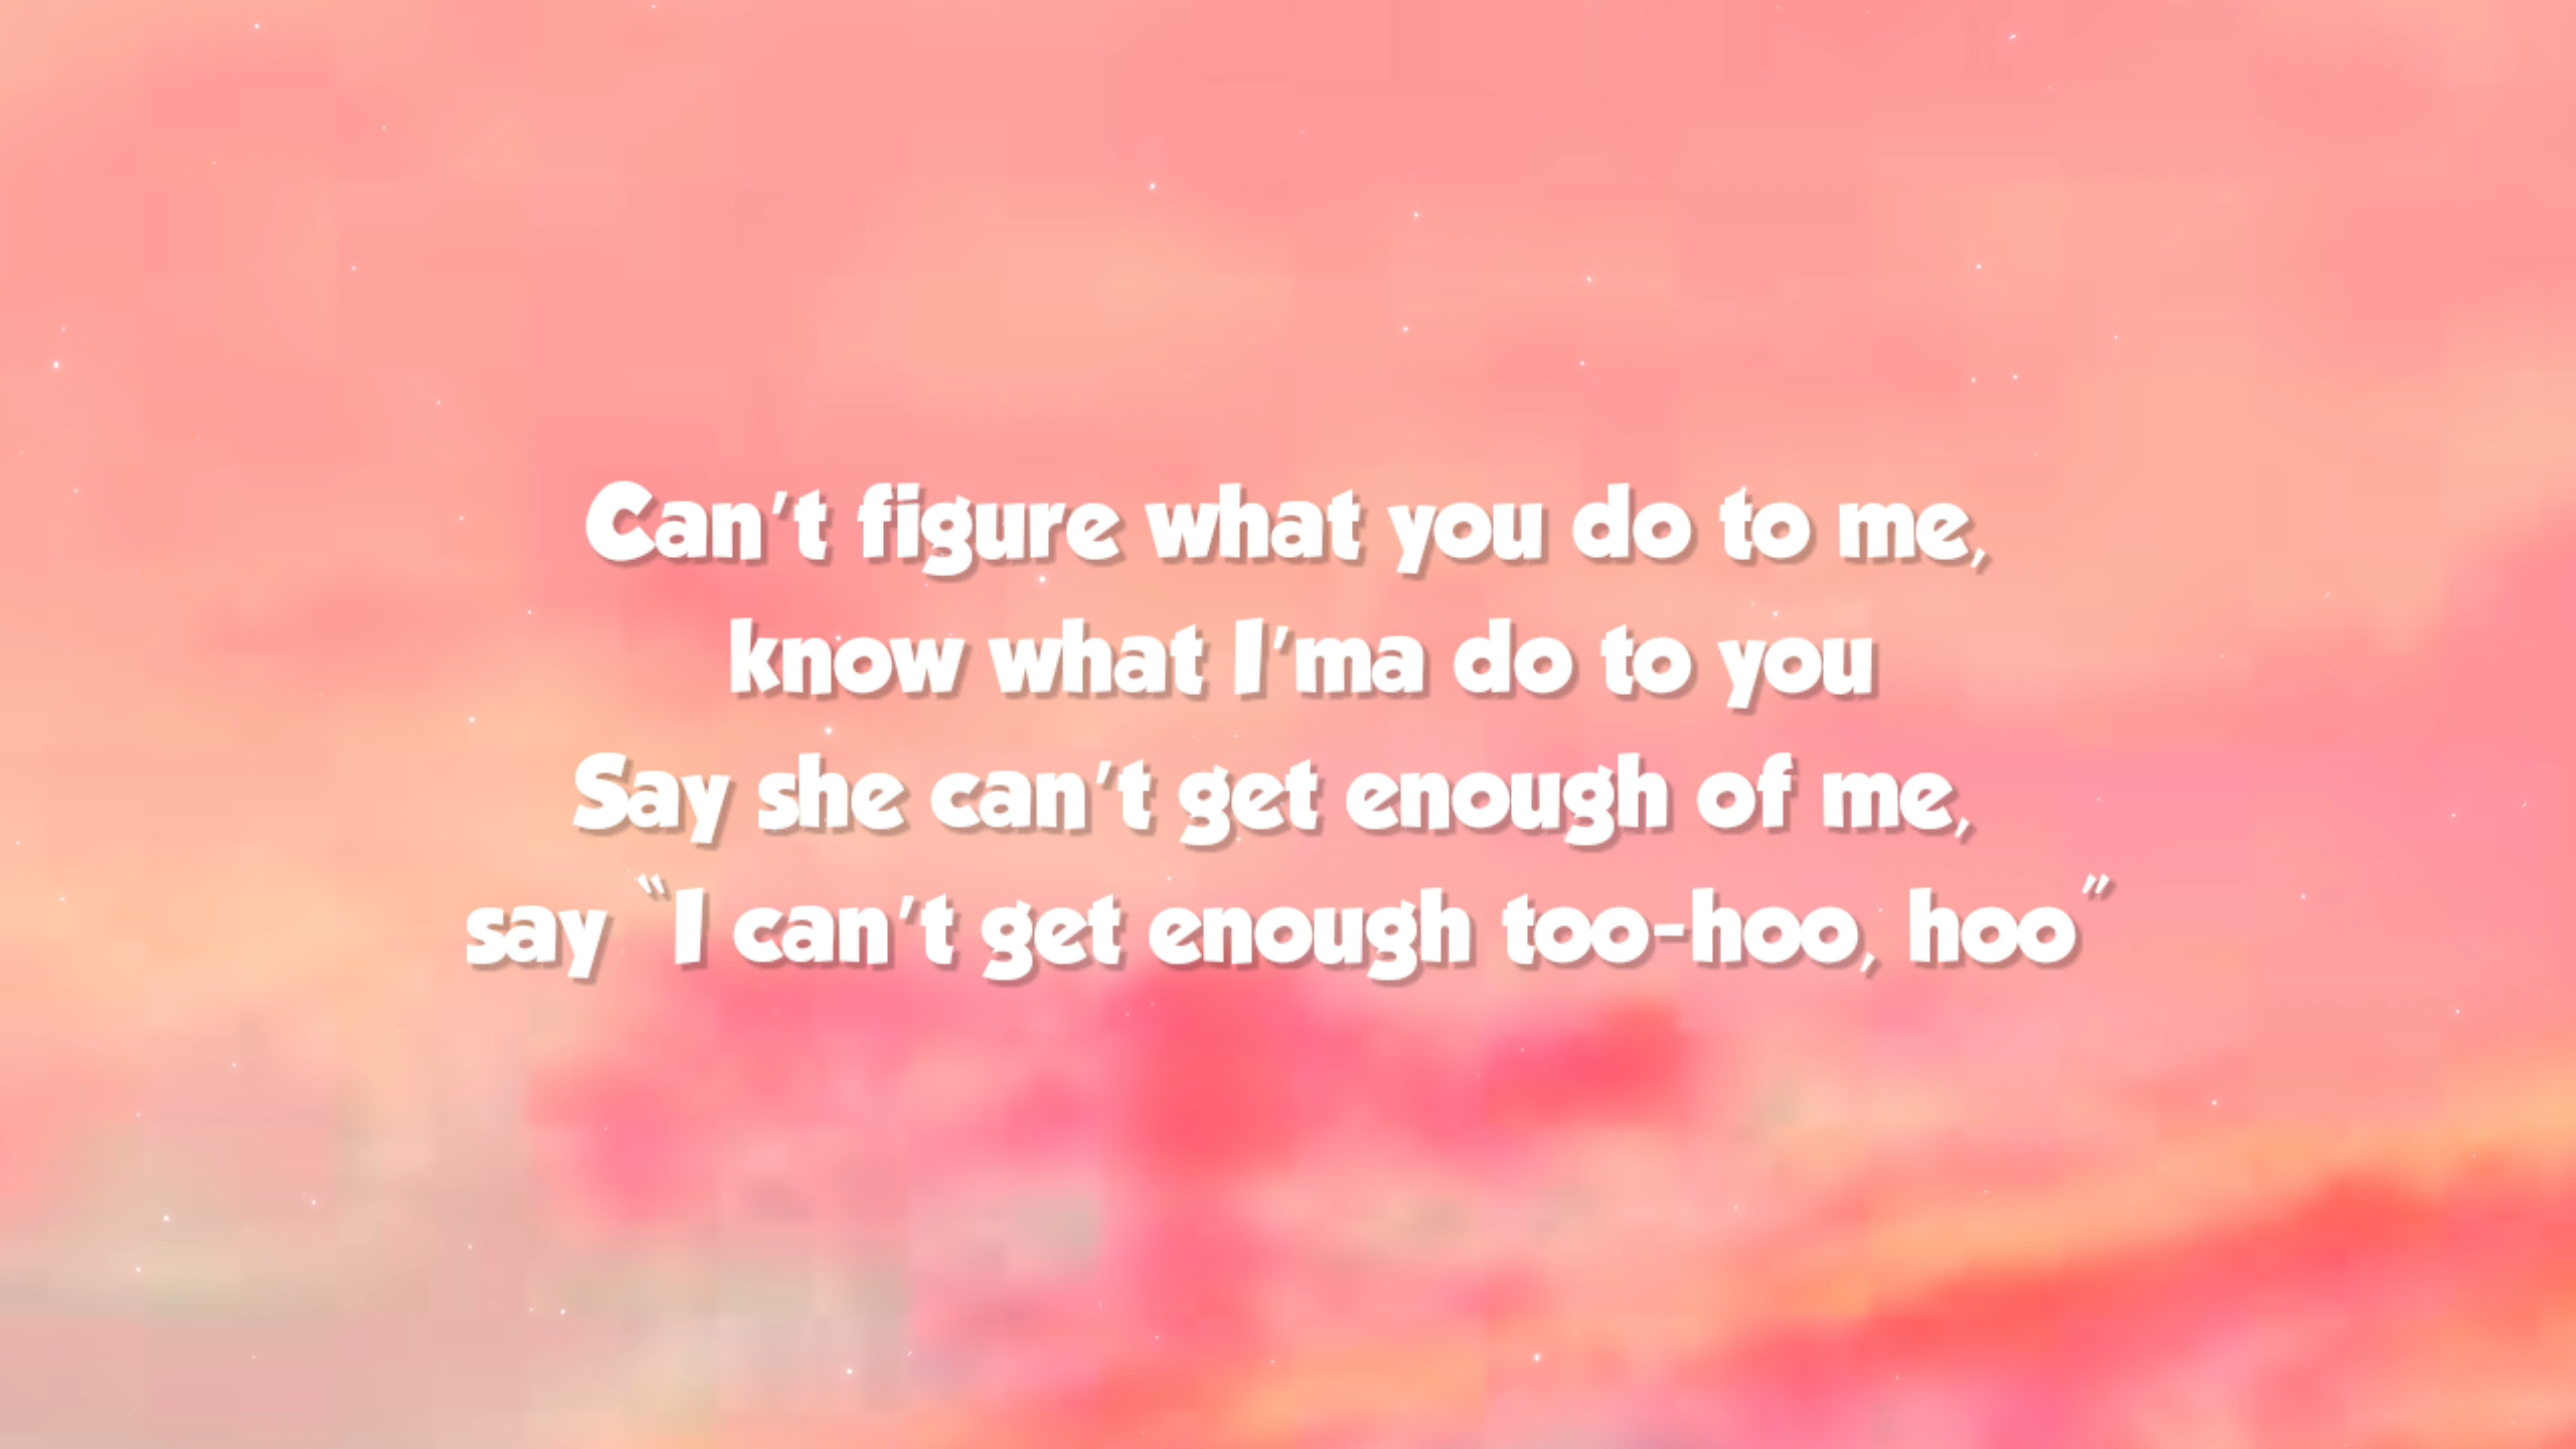 Can't figure what you do to me,
know what I'ma do to you
Say she can't get enough of me,
say "I can't get enough too-hoo, hoo"